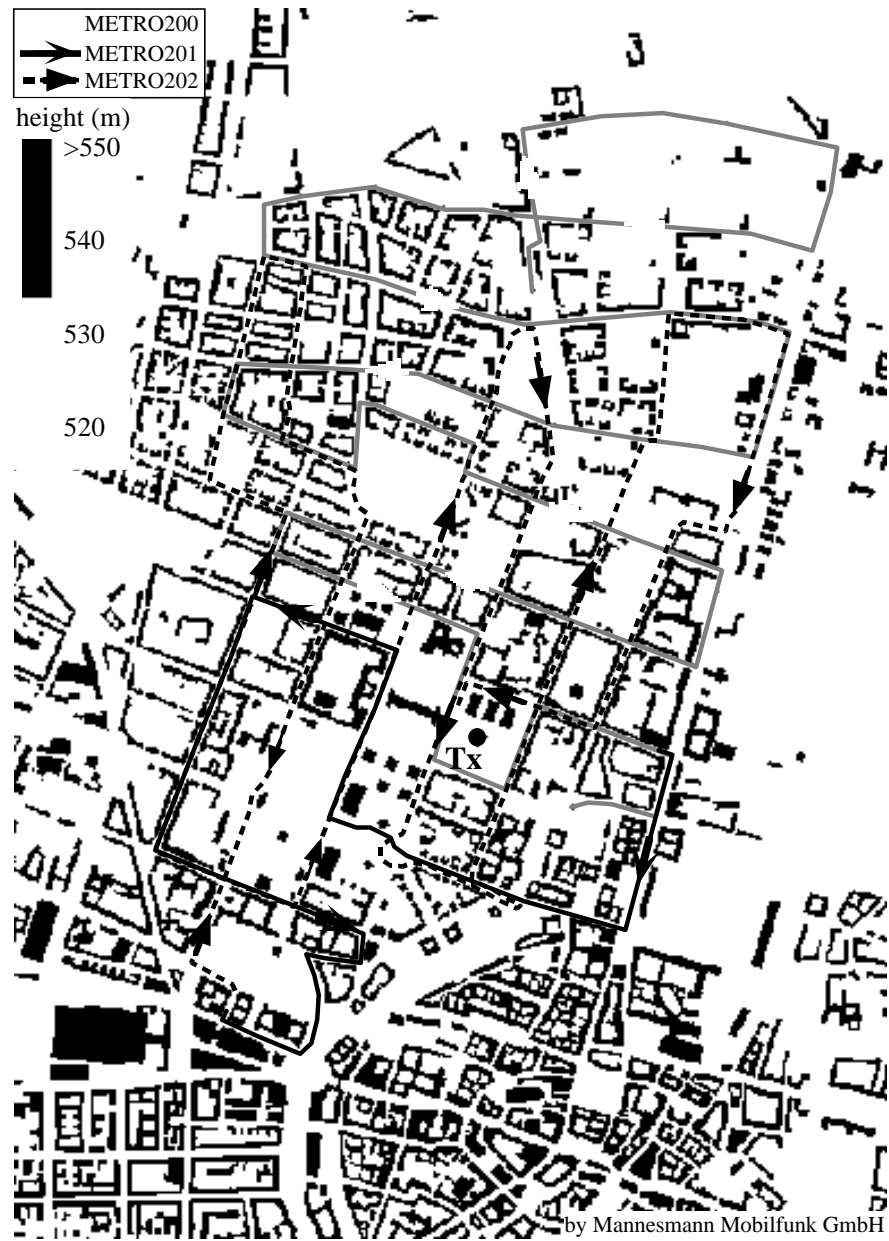 METRO200
METRO201
METRO202
height (m)
>550
540
530
520
Tx
by Mannesmann Mobilfunk GmbH